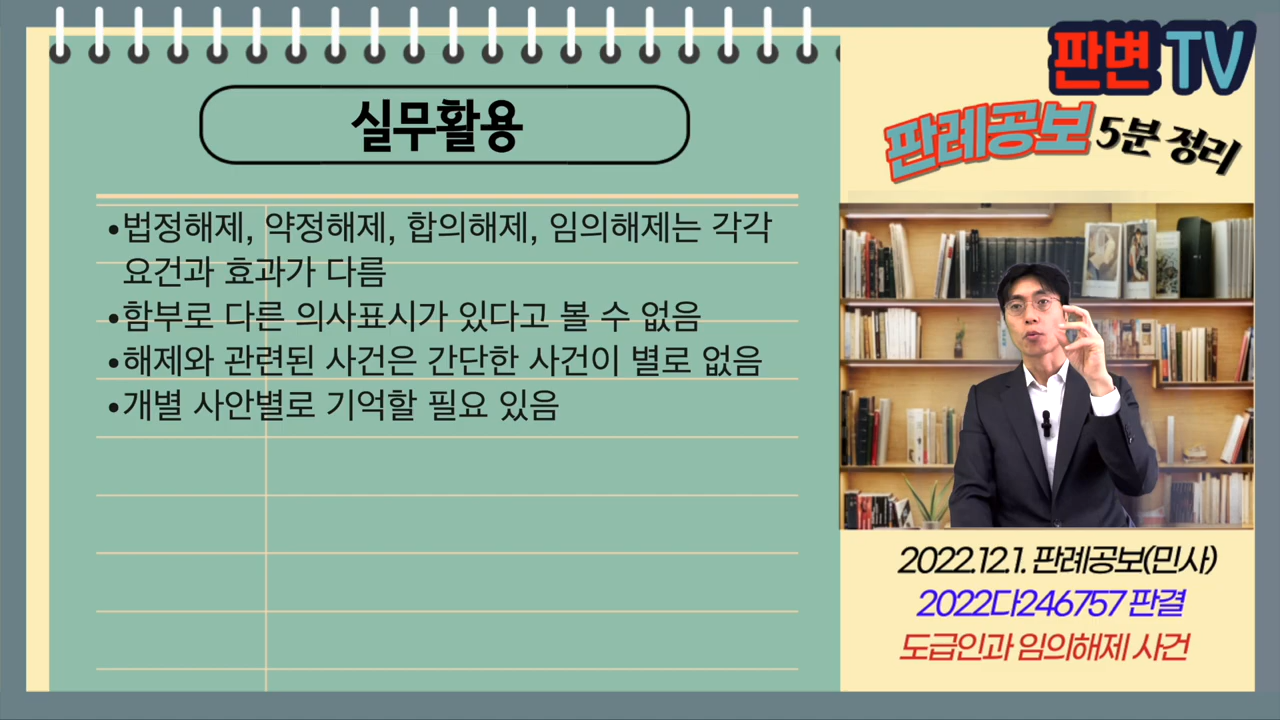 실무활용
•법정해제, 약정해제, 합의해제, 임의해제는 각각
요건과 효과가 다름
•함부로 다른 의사표시가 있다고 볼 수 없음
•해제와 관련된 사건은 간단한 사건이 별로 없음
•개별 사안별로 기억할 필요 있음
판변 TV
판례공보 5분 정리
2022.12.1. 판례공보(민사)
2022다246757 판결
도급인과 임의해제 사건